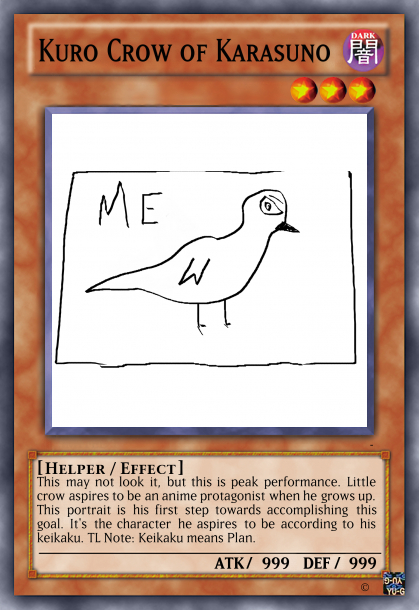 KURO CROW OF KARASUNO
DARK
闇
ME
W
[HELPER / EFFECT]
This may not look it, but this is peak performance. Little
crow aspires to be an anime protagonist when he grows up.
This portrait is his first step towards accomplishing this
goal. It's the character he aspires to be according to his
keikaku. TL Note: Keikaku means Plan.
ATK/ 999 DEF/ 999
©